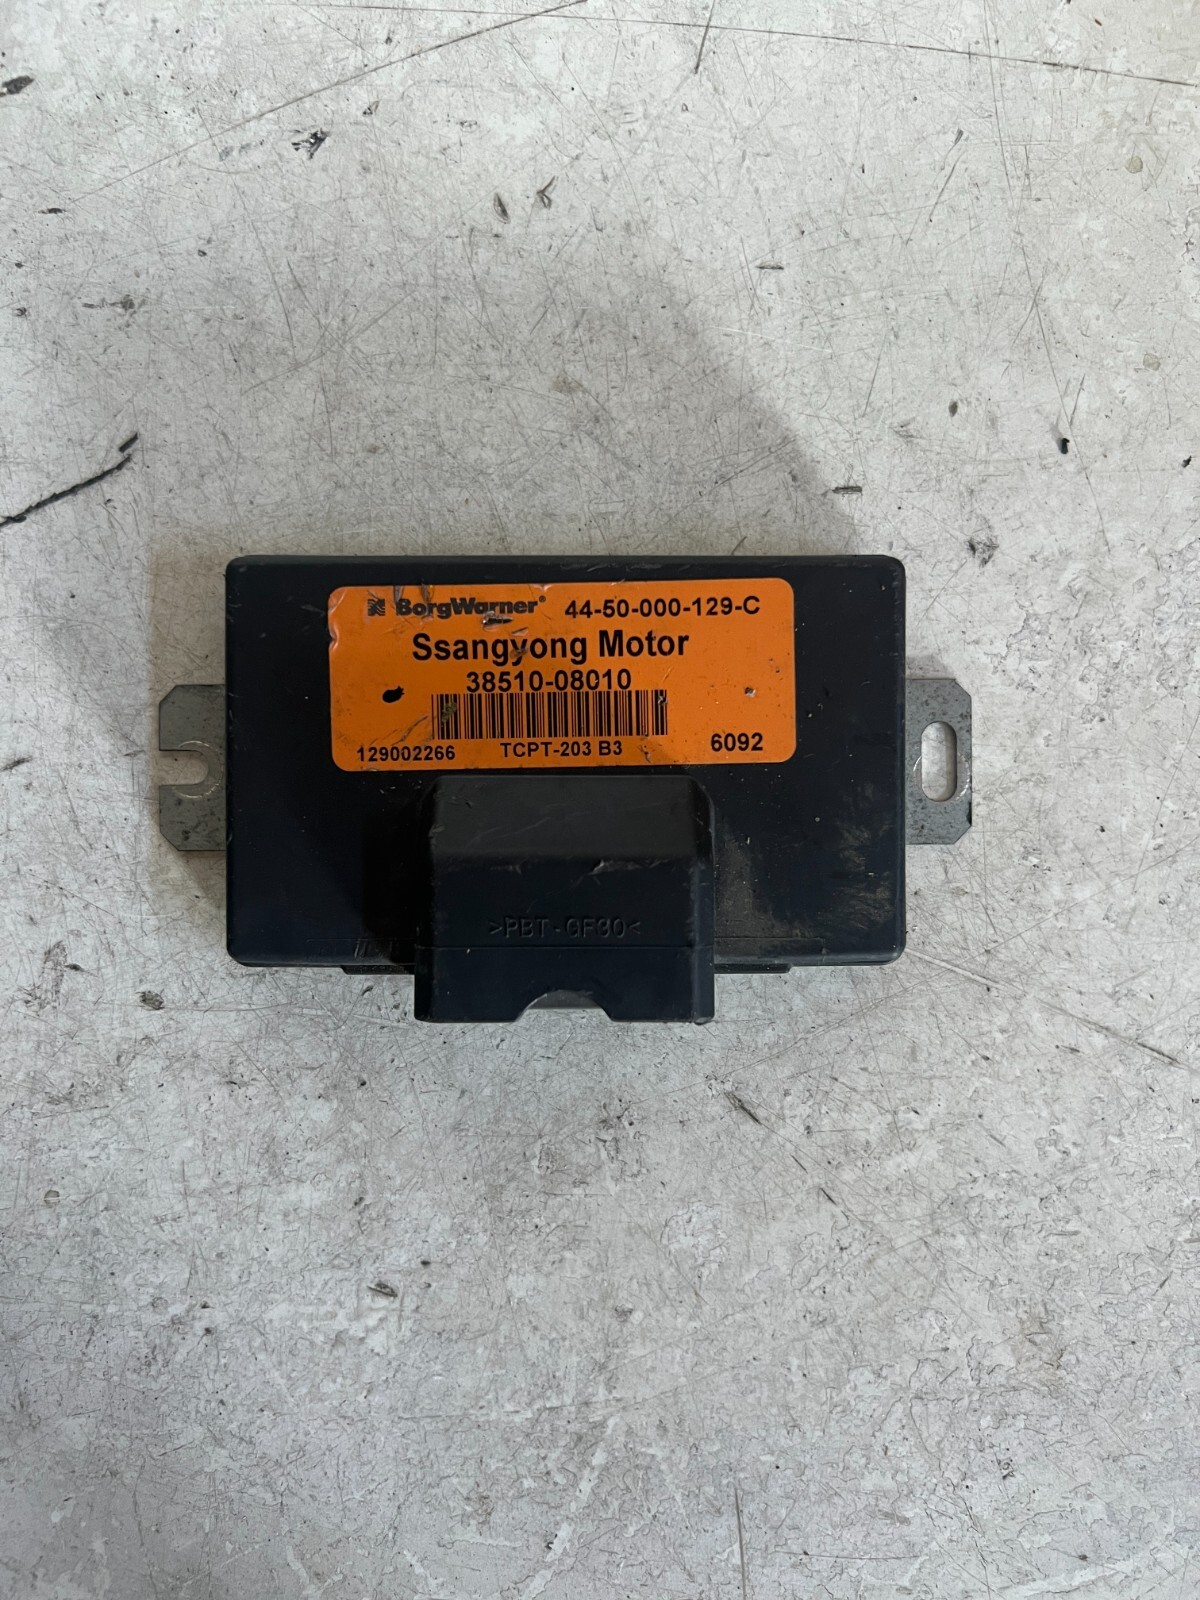 BorgWarner® 44-50-000-129-C
Ssangyong Motor
38510-08010
129002266 TCPT-203 B3 6092
>PBT-GF30<